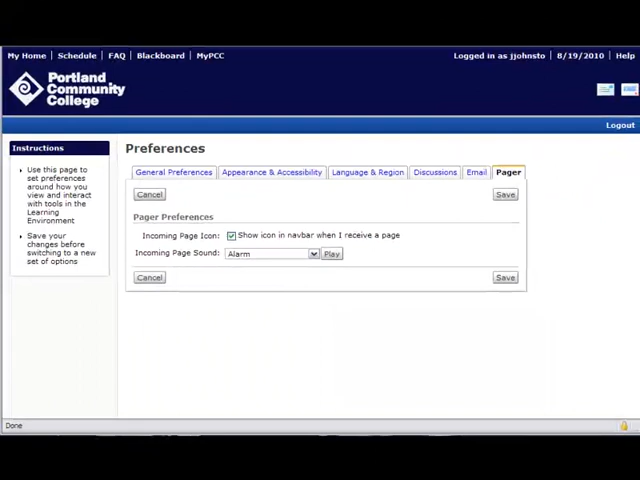 My Home | Schedule | FAQ | Blackboard | MyPCC
Logged in as jjohnsto | 8/19/2010 | Help
Portland
Community
College
Logout
Instructions
Use this page to
set preferences
around how you
view and interact
with tools in the
Learning
Environment
Save your
changes before
switching to a new
set of options
Preferences
General Preferences Appearance & Accessibility Language & Region Discussions Email Pager
Cancel Save
Pager Preferences
Incoming Page Icon: Show icon in navbar when I receive a page
Incoming Page Sound: Alarm Play
Cancel Save
Done